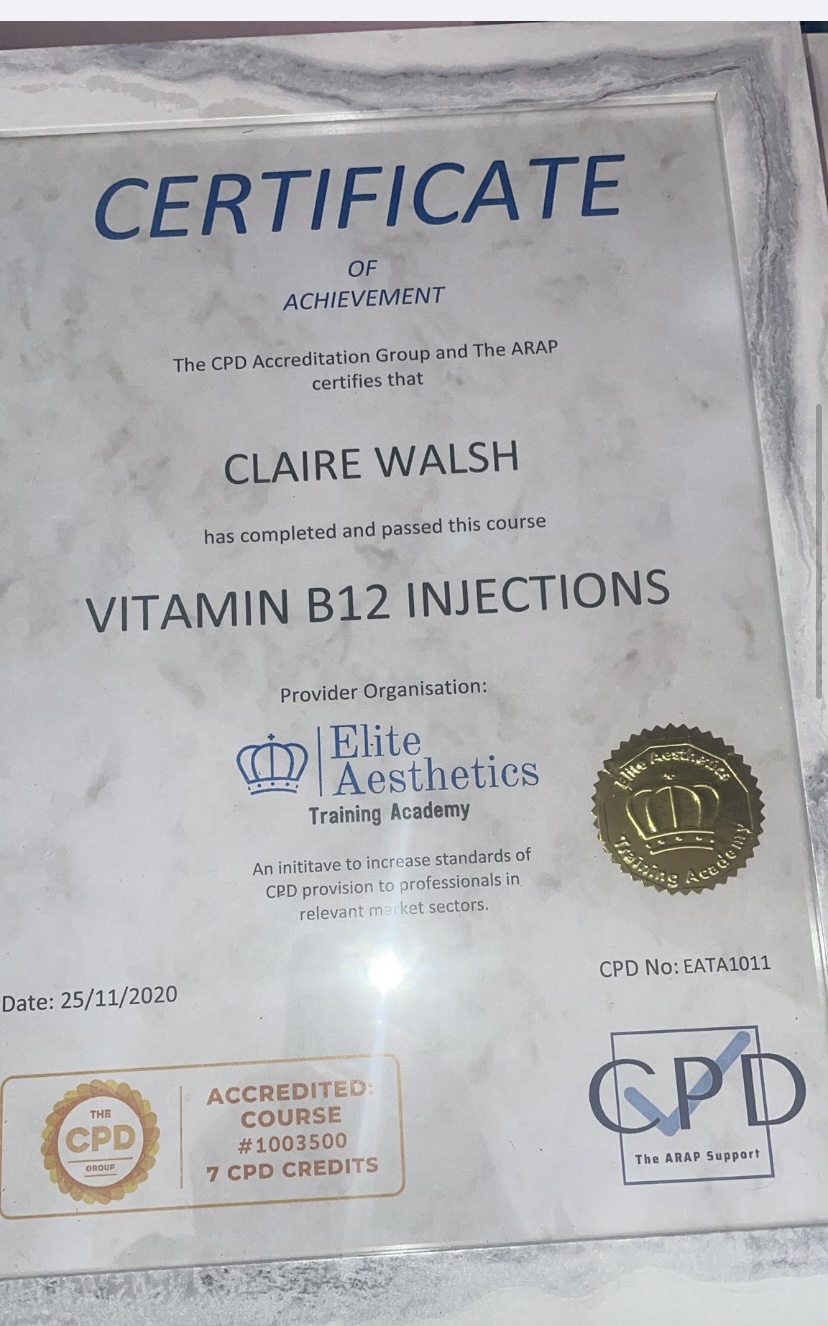 CERTIFICATE
OF
ACHIEVEMENT
The CPD Accreditation Group and The ARAP
certifies that
CLAIRE WALSH
has completed and passed this course
VITAMIN B12 INJECTIONS
Provider Organisation:
Elite
Aesthetics
Training Academy
Elite Aesthetics
Training Academy
An inititave to increase standards of
CPD provision to professionals in
relevant market sectors.
CPD No: EATA1011
Date: 25/11/2020
THE
CPD
GROUP
ACCREDITED:
COURSE
#1003500
7 CPD CREDITS
CPD
The ARAP Support